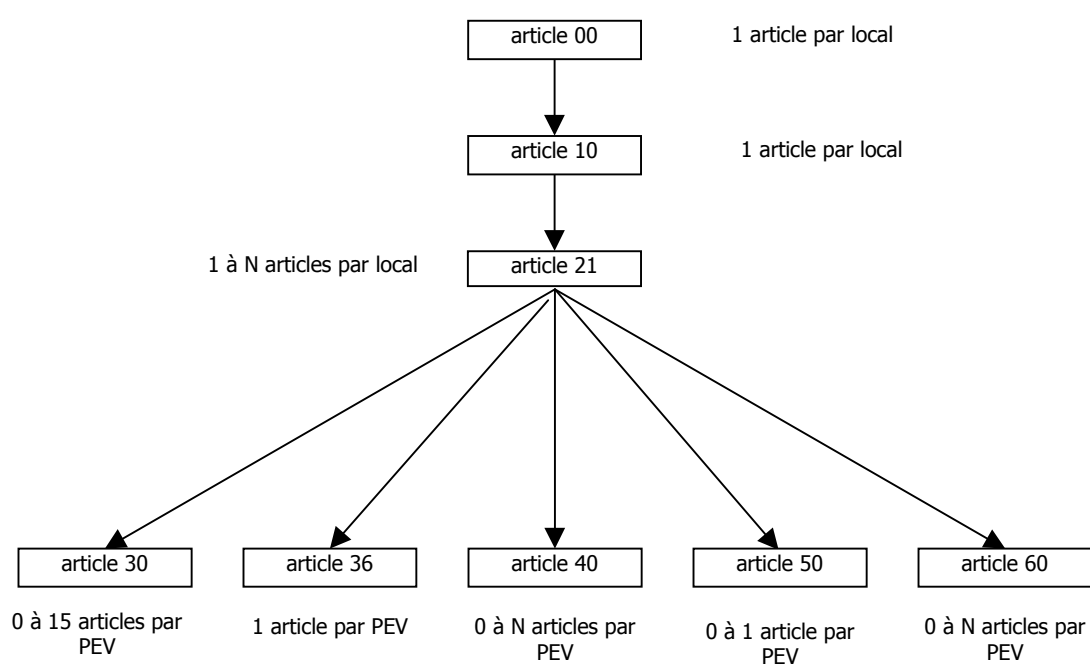 article 00
1 article par local
article 10
1 article par local
1 à N articles par local
article 21
article 30
article 36
article 40
article 50
article 60
0 à 15 articles par
PEV
1 article par PEV
0 à N articles par
PEV
0 à 1 article par
PEV
0 à N articles par
PEV